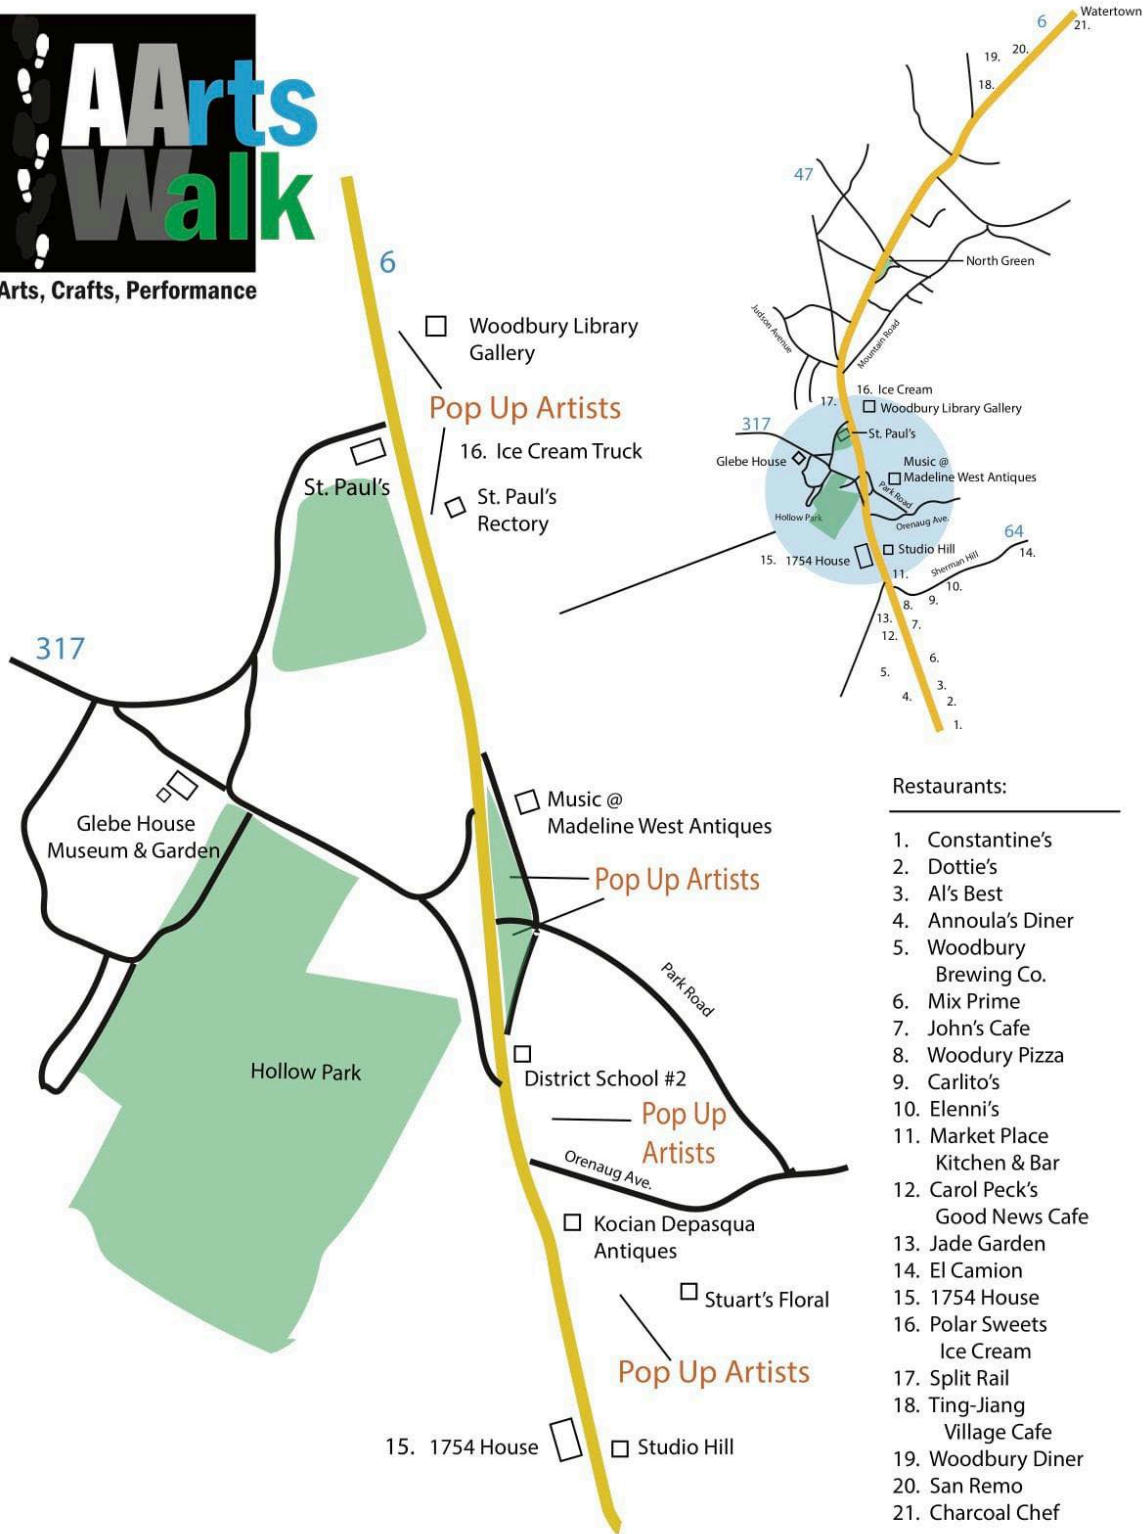 AArts
Walk
Arts, Crafts, Performance
6
Woodbury Library
Gallery
Pop Up Artists
16. Ice Cream Truck
St. Paul's
St. Paul's
Rectory
317
Glebe House
Museum & Garden
Music @
Madeline West Antiques
Pop Up Artists
Park Road
Hollow Park
District School #2
Pop Up
Artists
Orenaug Ave.
Kocian Depasqua
Antiques
Stuart's Floral
Pop Up Artists
15. 1754 House
Studio Hill
6
Watertown
21.
20.
19.
18.
47
North Green
Judson Avenue
Mountain Road
16. Ice Cream
17.
Woodbury Library Gallery
317
St. Paul's
Glebe House
Music @
Madeline West Antiques
Park Road
Hollow Park
Orenaug Ave.
64
Studio Hill
15. 1754 House
Sherman Hill
14.
11.
10.
9.
8.
13.
7.
12.
6.
5.
3.
4.
2.
1.
Restaurants:
1. Constantine's
2. Dottie's
3. Al's Best
4. Annoula's Diner
5. Woodbury
Brewing Co.
6. Mix Prime
7. John's Cafe
8. Woodury Pizza
9. Carlito's
10. Elenni's
11. Market Place
Kitchen & Bar
12. Carol Peck's
Good News Cafe
13. Jade Garden
14. El Camion
15. 1754 House
16. Polar Sweets
Ice Cream
17. Split Rail
18. Ting-Jiang
Village Cafe
19. Woodbury Diner
20. San Remo
21. Charcoal Chef